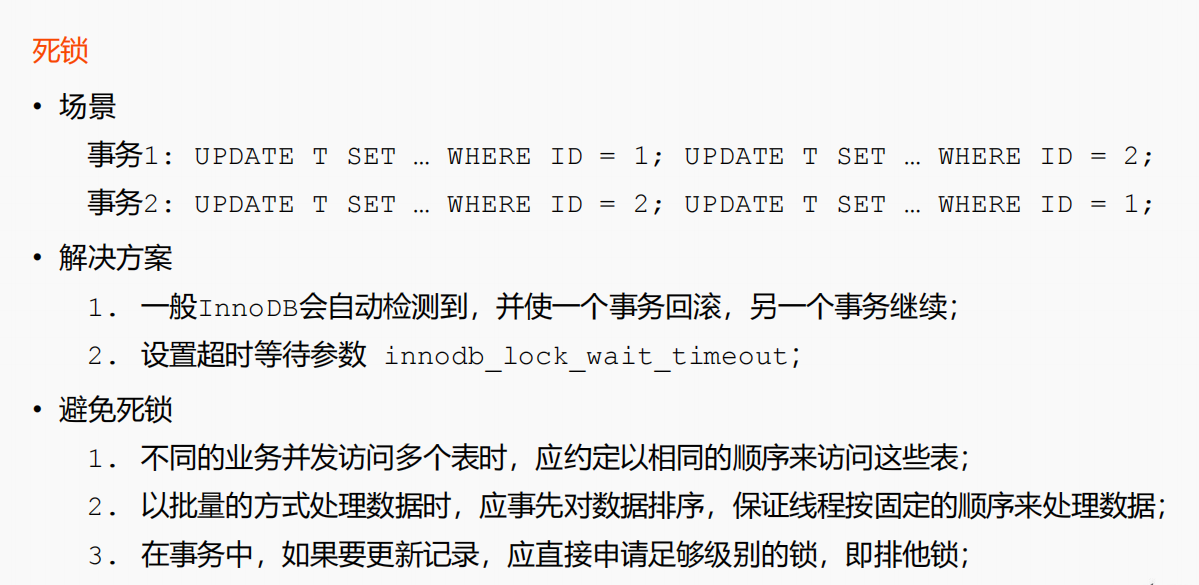 死锁
• 场景
事务1: UPDATE T SET … WHERE ID = 1; UPDATE T SET … WHERE ID = 2;
事务2: UPDATE T SET … WHERE ID = 2; UPDATE T SET … WHERE ID = 1;
• 解决方案
1. 一般InnoDB会自动检测到，并使一个事务回滚，另一个事务继续；
2. 设置超时等待参数 innodb_lock_wait_timeout；
• 避免死锁
1. 不同的业务并发访问多个表时，应约定以相同的顺序来访问这些表；
2. 以批量的方式处理数据时，应事先对数据排序，保证线程按固定的顺序来处理数据；
3. 在事务中，如果要更新记录，应直接申请足够级别的锁，即排他锁；